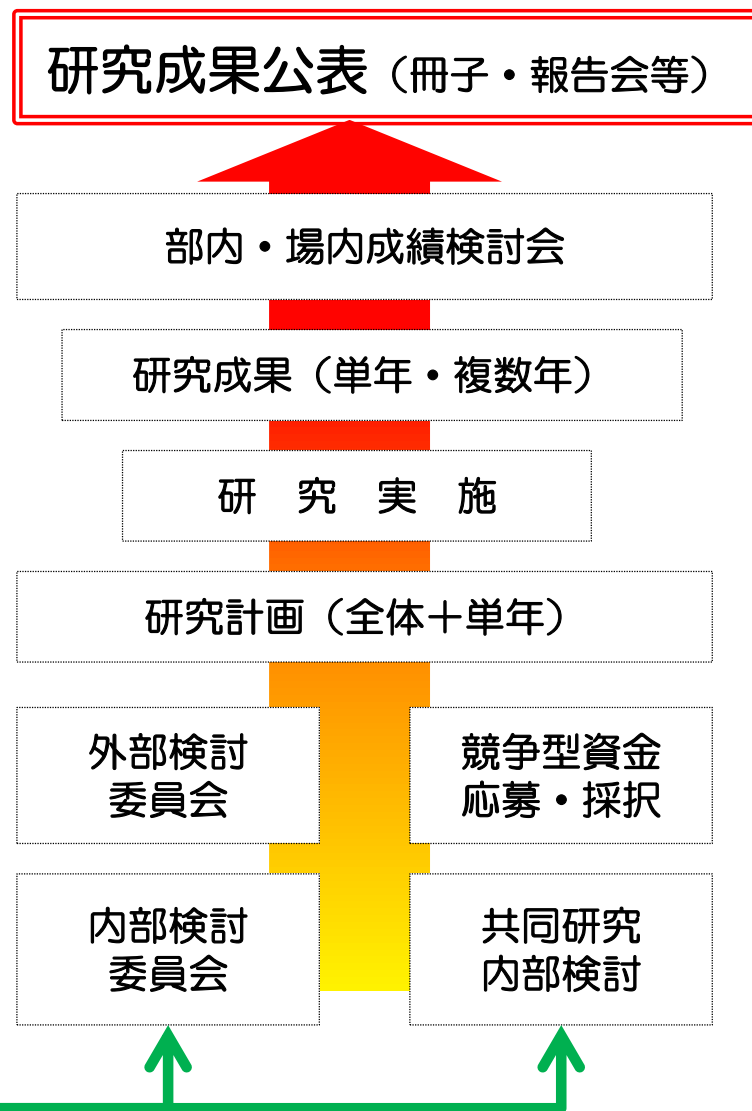 研究成果公表（冊子・報告会等）
部内・場内成績検討会
研究成果（単年・複数年）
研　究　実　施
研究計画（全体＋単年）
外部検討
委員会
競争型資金
応募・採択
内部検討
委員会
共同研究
内部検討